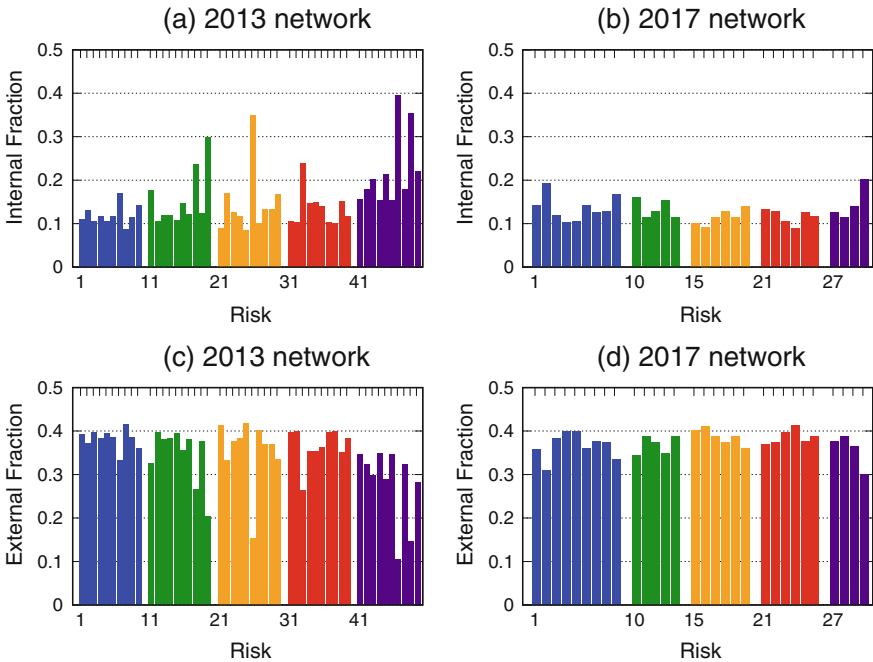 (a) 2013 network
(b) 2017 network
0.5
0.4
0.3
0.2
0.1
0
Internal Fraction
1 11 21 31 41
Risk
0.5
0.4
0.3
0.2
0.1
0
Internal Fraction
1 10 15 21 27
Risk
(c) 2013 network
(d) 2017 network
0.5
0.4
0.3
0.2
0.1
0
External Fraction
1 11 21 31 41
Risk
0.5
0.4
0.3
0.2
0.1
0
External Fraction
1 10 15 21 27
Risk